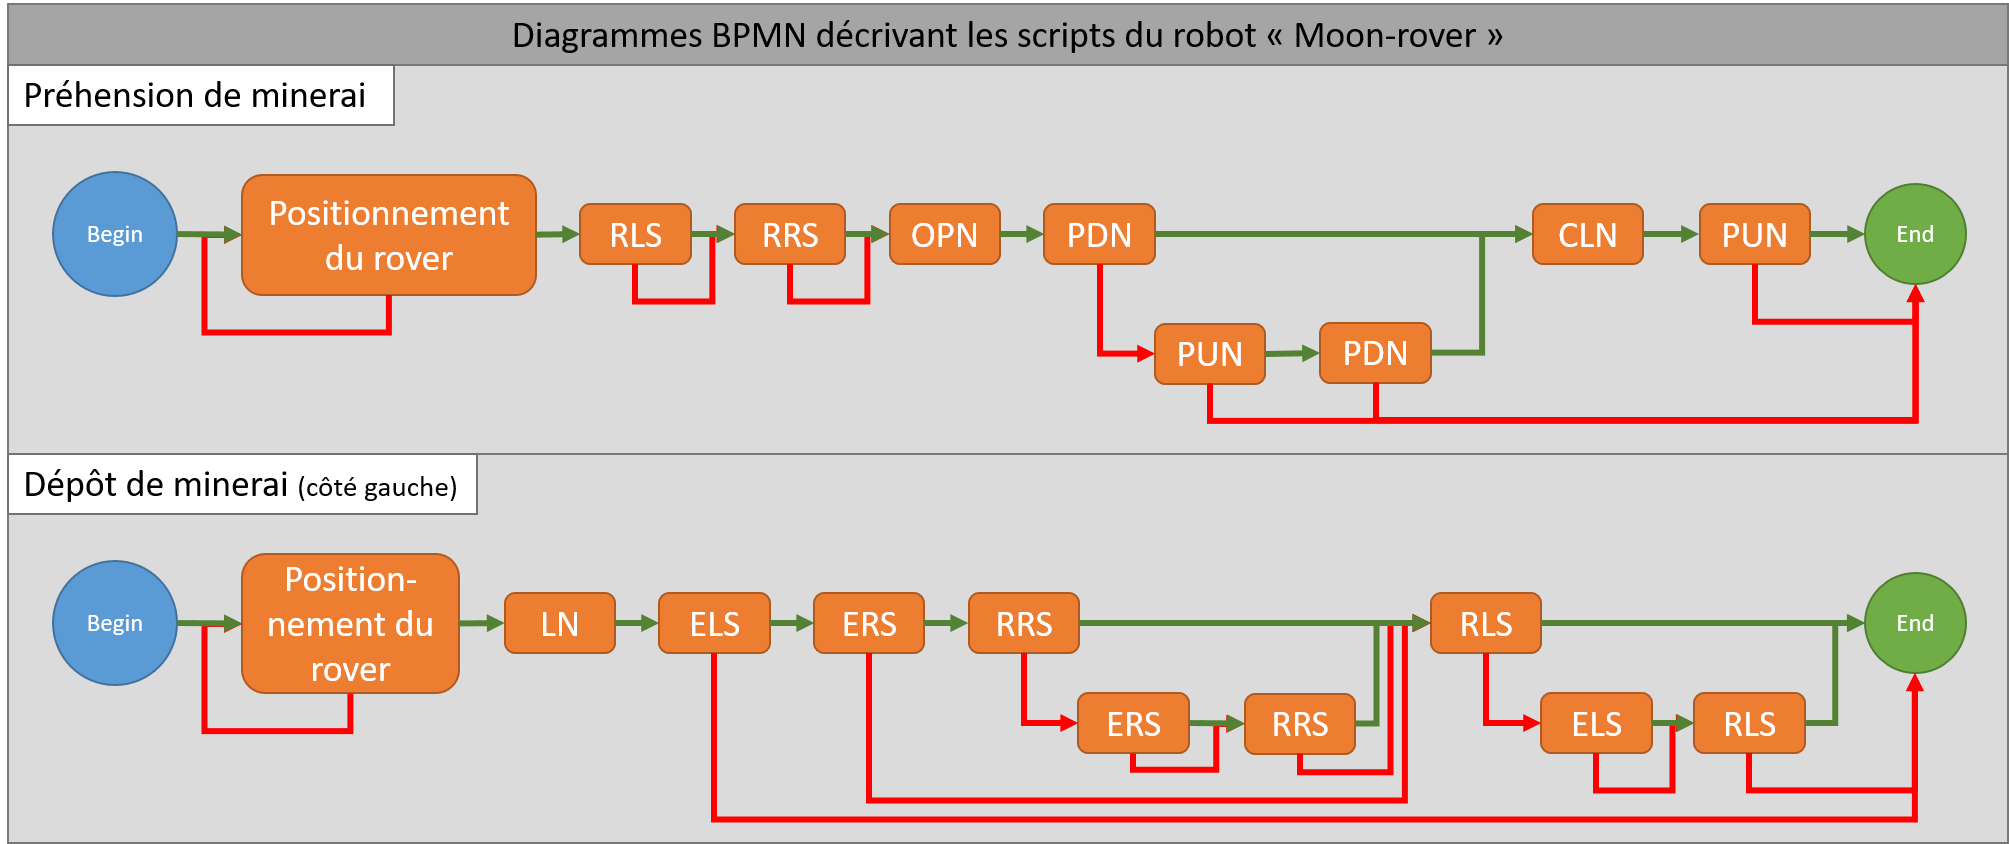 Diagrammes BPMN décrivant les scripts du robot « Moon-rover »
Préhension de minerai
Begin
Positionnement
du rover
RLS
RRS
OPN
PDN
CLN
PUN
End
PUN
PDN
Dépôt de minerai (côté gauche)
Begin
Position-
nement du
rover
LN
ELS
ERS
RRS
RLS
End
ERS
RRS
ELS
RLS